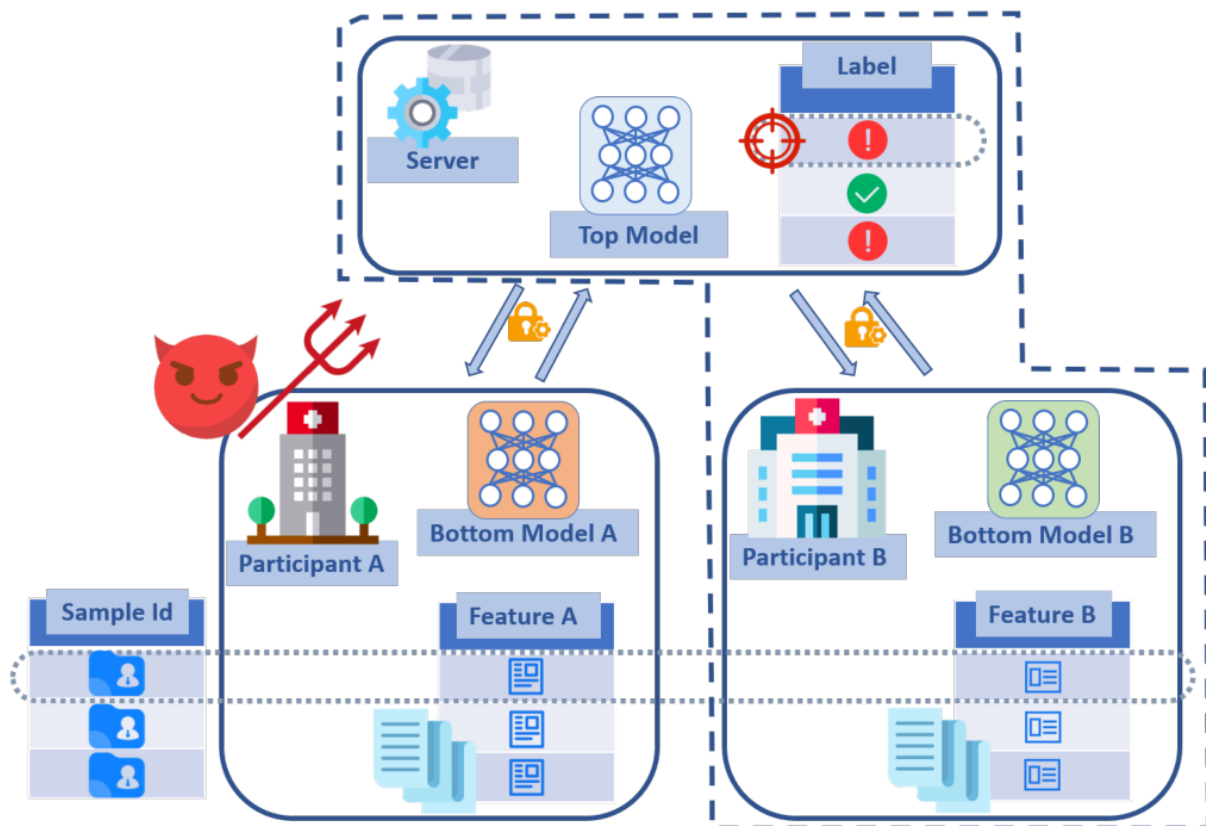 Label
Server
Top Model
Bottom Model A
Participant A
Bottom Model B
Participant B
Sample Id
Feature A
Feature B